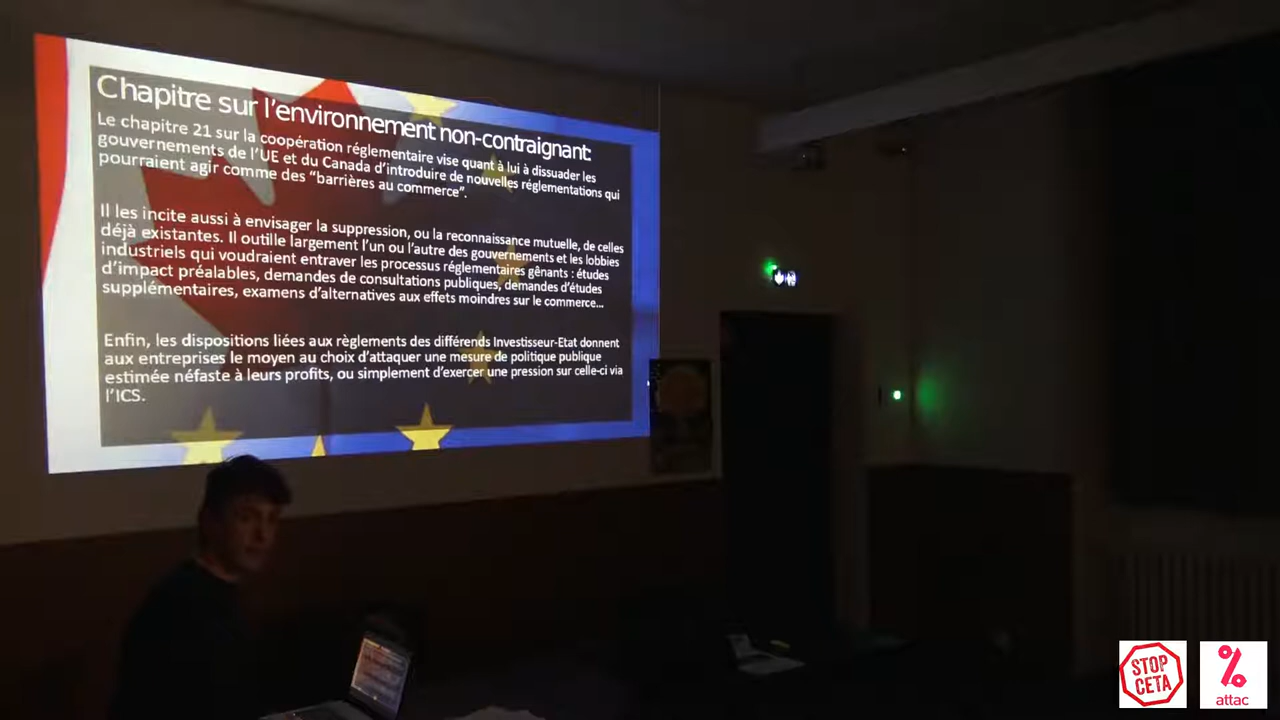 Chapitre sur l’environnement non-contraignant:
Le chapitre 21 sur la coopération réglementaire vise quant à lui à dissuader les
gouvernements de l’UE et du Canada d’introduire de nouvelles réglementations qui
pourraient agir comme des “barrières au commerce”.
Il les incite aussi à envisager la suppression, ou la reconnaissance mutuelle, de celles
déjà existantes. Il outille largement l’un ou l’autre des gouvernements et les lobbies
industriels qui voudraient entraver les processus réglementaires gênants : études
d’impact préalables, demandes de consultations publiques, demandes d’études
supplémentaires, examens d’alternatives aux effets moindres sur le commerce...
Enfin, les dispositions liées aux règlements des différends Investisseur-Etat donnent
aux entreprises le moyen au choix d’attaquer une mesure de politique publique
estimée néfaste à leurs profits, ou simplement d’exercer une pression sur celle-ci via
l’ICS.
STOP
CETA
%
attac